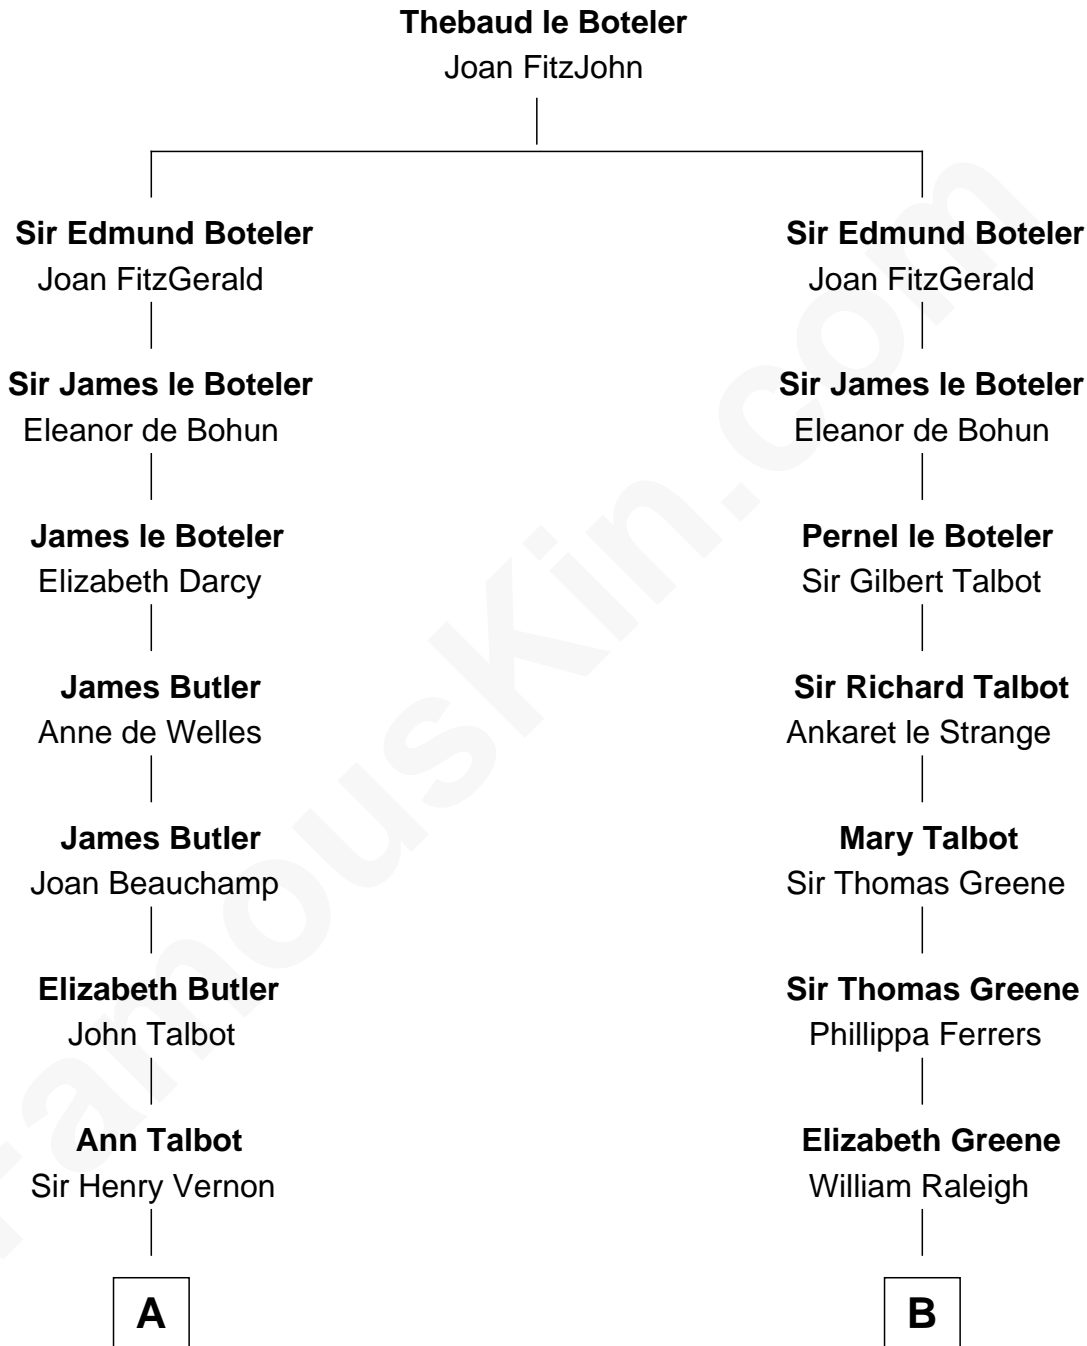 Thebaud le Boteler
Joan FitzJohn
Sir Edmund Boteler
Joan FitzGerald
Sir James le Boteler
Eleanor de Bohun
James le Boteler
Elizabeth Darcy
James Butler
Anne de Welles
James Butler
Joan Beauchamp
Elizabeth Butler
John Talbot
Ann Talbot
Sir Henry Vernon
A
Sir Edmund Boteler
Joan FitzGerald
Sir James le Boteler
Eleanor de Bohun
Pernel le Boteler
Sir Gilbert Talbot
Sir Richard Talbot
Ankaret le Strange
Mary Talbot
Sir Thomas Greene
Sir Thomas Greene
Phillippa Ferrers
Elizabeth Greene
William Raleigh
B
FamousKin.com